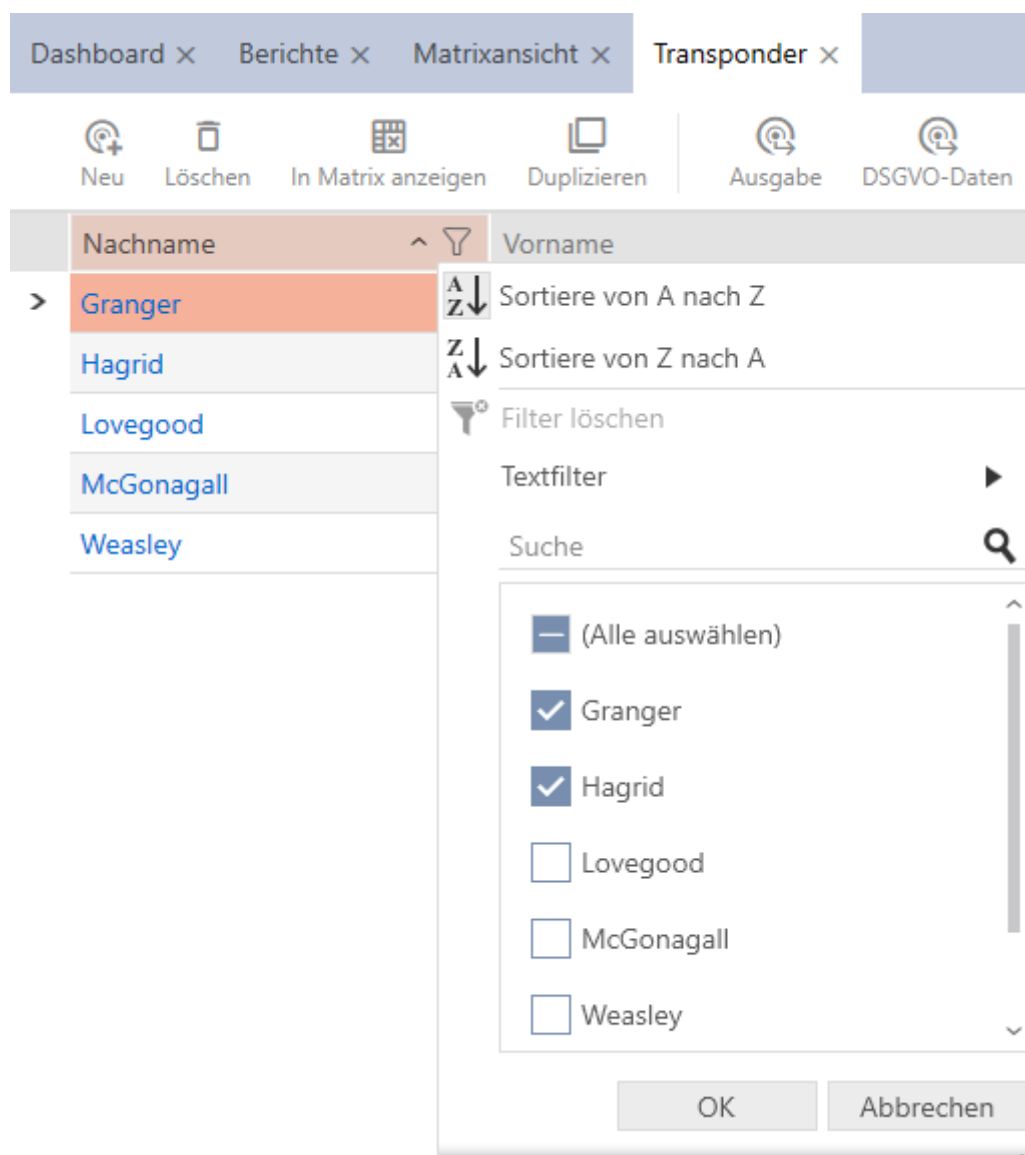 Dashboard Berichte Matrixansicht Transponder
Neu Löschen In Matrix anzeigen Duplizieren Ausgabe DSGVO-Daten
Nachname Vorname
Granger
Hagrid
Lovegood
McGonagall
Weasley
A Z Sortiere von A nach Z
Z A Sortiere von Z nach A
Filter löschen
Textfilter
Suche
(Alle auswählen)
Granger
Hagrid
Lovegood
McGonagall
Weasley
OK Abbrechen